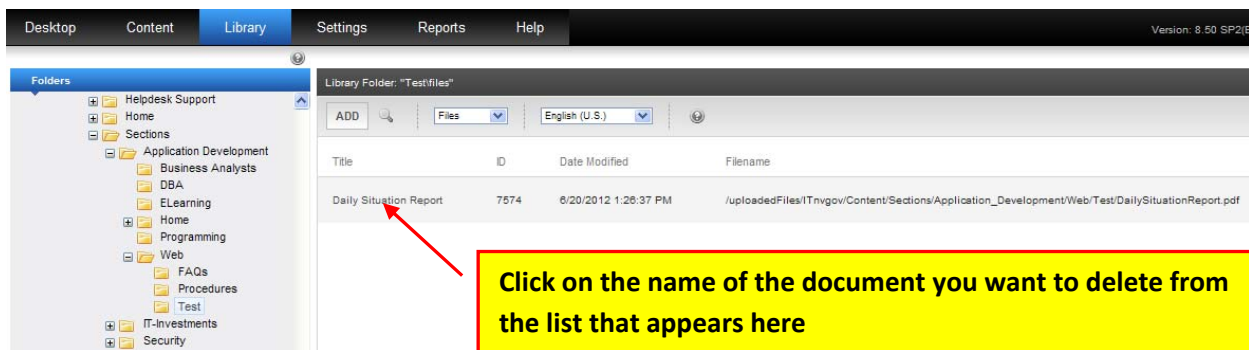 Desktop Content Library Settings Reports Help Version: 8.50 SP2(B
Folders
Helpdesk Support
Home
Sections
Application Development
Business Analysts
DBA
ELearning
Home
Programming
Web
FAQs
Procedures
Test
IT-Investments
Security
Library Folder: "Test\files"
ADD Files English (U.S.)
Title ID Date Modified Filename
Daily Situation Report 7574 6/20/2012 1:26:37 PM /uploadedFiles/ITnvgov/Content/Sections/Application_Development/Web/Test/DailySituationReport.pdf
Click on the name of the document you want to delete from
the list that appears here